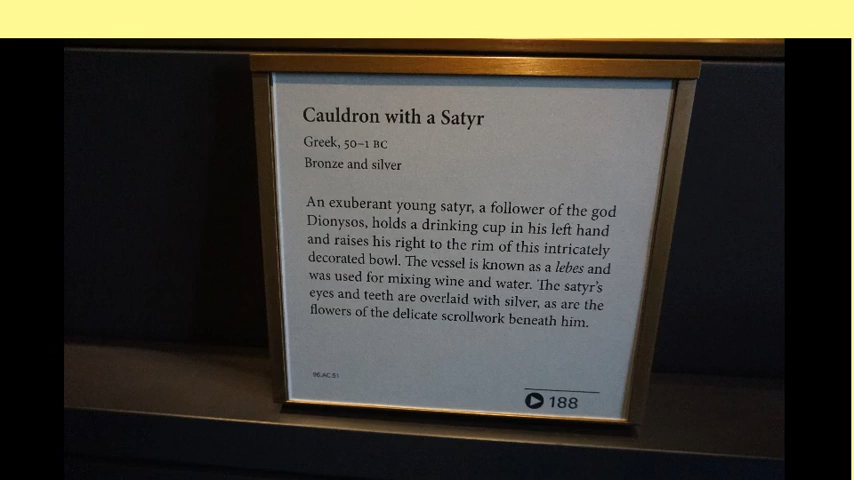 Cauldron with a Satyr
Greek, 50–1 BC
Bronze and silver
An exuberant young satyr, a follower of the god
Dionysos, holds a drinking cup in his left hand
and raises his right to the rim of this intricately
decorated bowl. The vessel is known as a lebes and
was used for mixing wine and water. The satyr's
eyes and teeth are overlaid with silver, as are the
flowers of the delicate scrollwork beneath him.
188